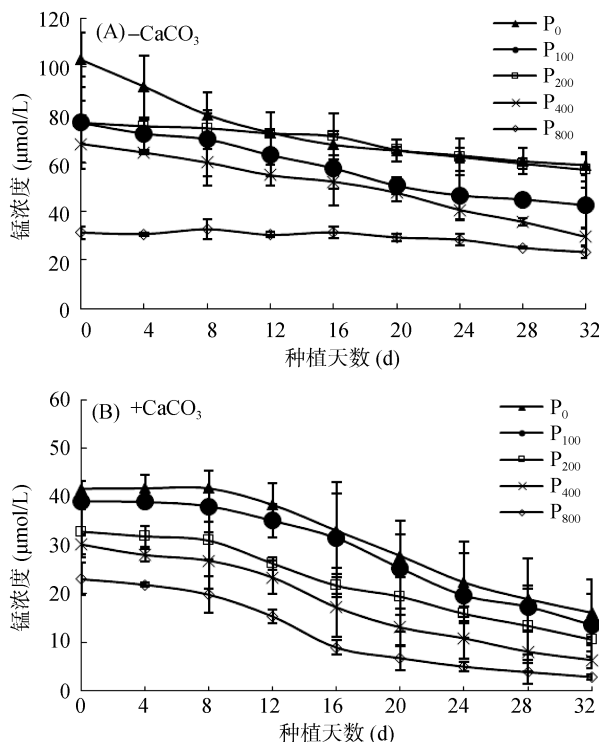 (A) –CaCO₃
120
100
80
60
40
20
0
锰浓度 (μmol/L)
0 4 8 12 16 20 24 28 32
种植天数 (d)
P₀
P₁₀₀
P₂₀₀
P₄₀₀
P₈₀₀
(B) +CaCO₃
60
50
40
30
20
10
0
锰浓度 (μmol/L)
0 4 8 12 16 20 24 28 32
种植天数 (d)
P₀
P₁₀₀
P₂₀₀
P₄₀₀
P₈₀₀